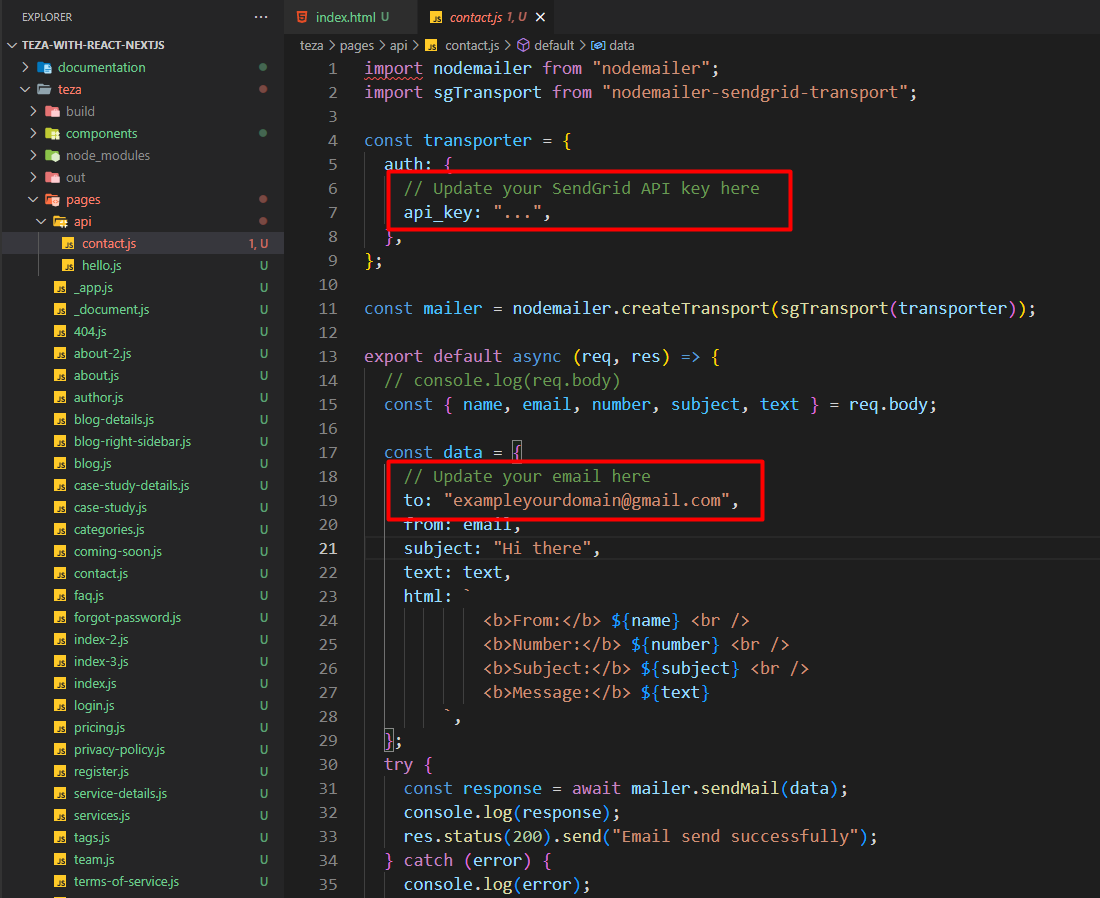 EXPLORER ···
TEZA-WITH-REACT-NEXTJS
documentation
teza
build
components
node_modules
out
pages
api
contact.js 1, U
hello.js U
_app.js U
_document.js U
404.js U
about-2.js U
about.js U
author.js U
blog-details.js U
blog-right-sidebar.js U
blog.js U
case-study-details.js U
case-study.js U
categories.js U
coming-soon.js U
contact.js U
faq.js U
forgot-password.js U
index-2.js U
index-3.js U
index.js U
login.js U
pricing.js U
privacy-policy.js U
register.js U
service-details.js U
services.js U
tags.js U
team.js U
terms-of-service.js U
index.html U
JS contact.js 1, U
teza > pages > api > JS contact.js > default > data
1 import nodemailer from "nodemailer";
2 import sgTransport from "nodemailer-sendgrid-transport";
3
4 const transporter = {
5 auth: {
6 // Update your SendGrid API key here
7 api_key: "...",
8 },
9 };
10
11 const mailer = nodemailer.createTransport(sgTransport(transporter));
12
13 export default async (req, res) => {
14 // console.log(req.body)
15 const { name, email, number, subject, text } = req.body;
16
17 const data = {
18 // Update your email here
19 to: "exampleyourdomain@gmail.com",
20 from: email,
21 subject: "Hi there",
22 text: text,
23 html: `
24 <b>From:</b> ${name} <br />
25 <b>Number:</b> ${number} <br />
26 <b>Subject:</b> ${subject} <br />
27 <b>Message:</b> ${text}
28 `,
29 };
30 try {
31 const response = await mailer.sendMail(data);
32 console.log(response);
33 res.status(200).send("Email send successfully");
34 } catch (error) {
35 console.log(error);